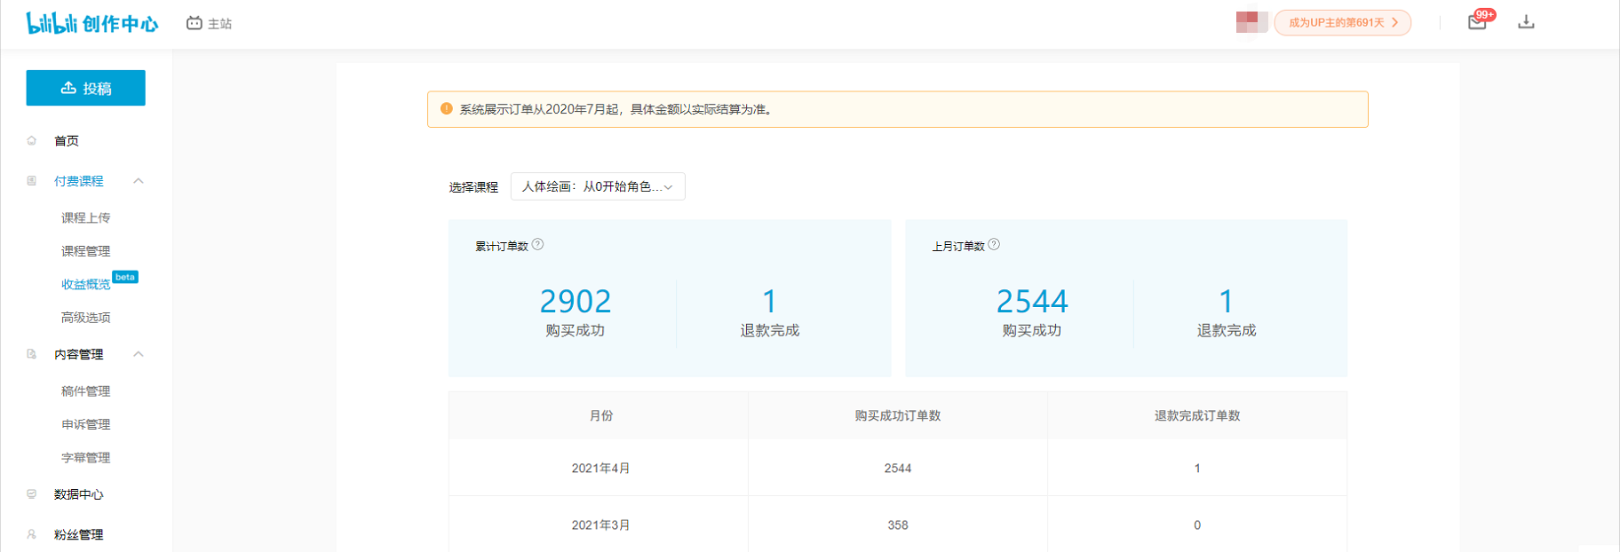 bilibili 创作中心
主站
成为UP主的第691天
99+
投稿
首页
付费课程
课程上传
课程管理
收益概览 beta
高级选项
内容管理
稿件管理
申诉管理
字幕管理
数据中心
粉丝管理
系统展示订单从2020年7月起，具体金额以实际结算为准。
选择课程 人体绘画：从0开始角色...
累计订单数
2902 1
购买成功 退款完成
上月订单数
2544 1
购买成功 退款完成
月份 购买成功订单数 退款完成订单数
2021年4月 2544 1
2021年3月 358 0